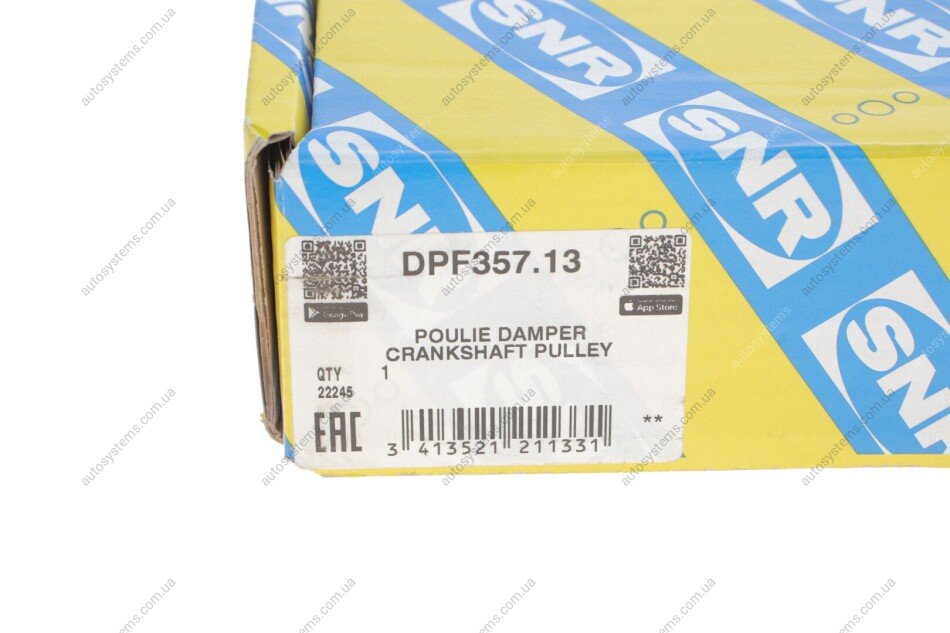 SNR
SNR
SNR
SNR
DPF357.13
Google Play
App Store
POULIE DAMPER
CRANKSHAFT PULLEY
QTY 1
22245
EAC
3 413521 211331
**
autosystems.com.ua